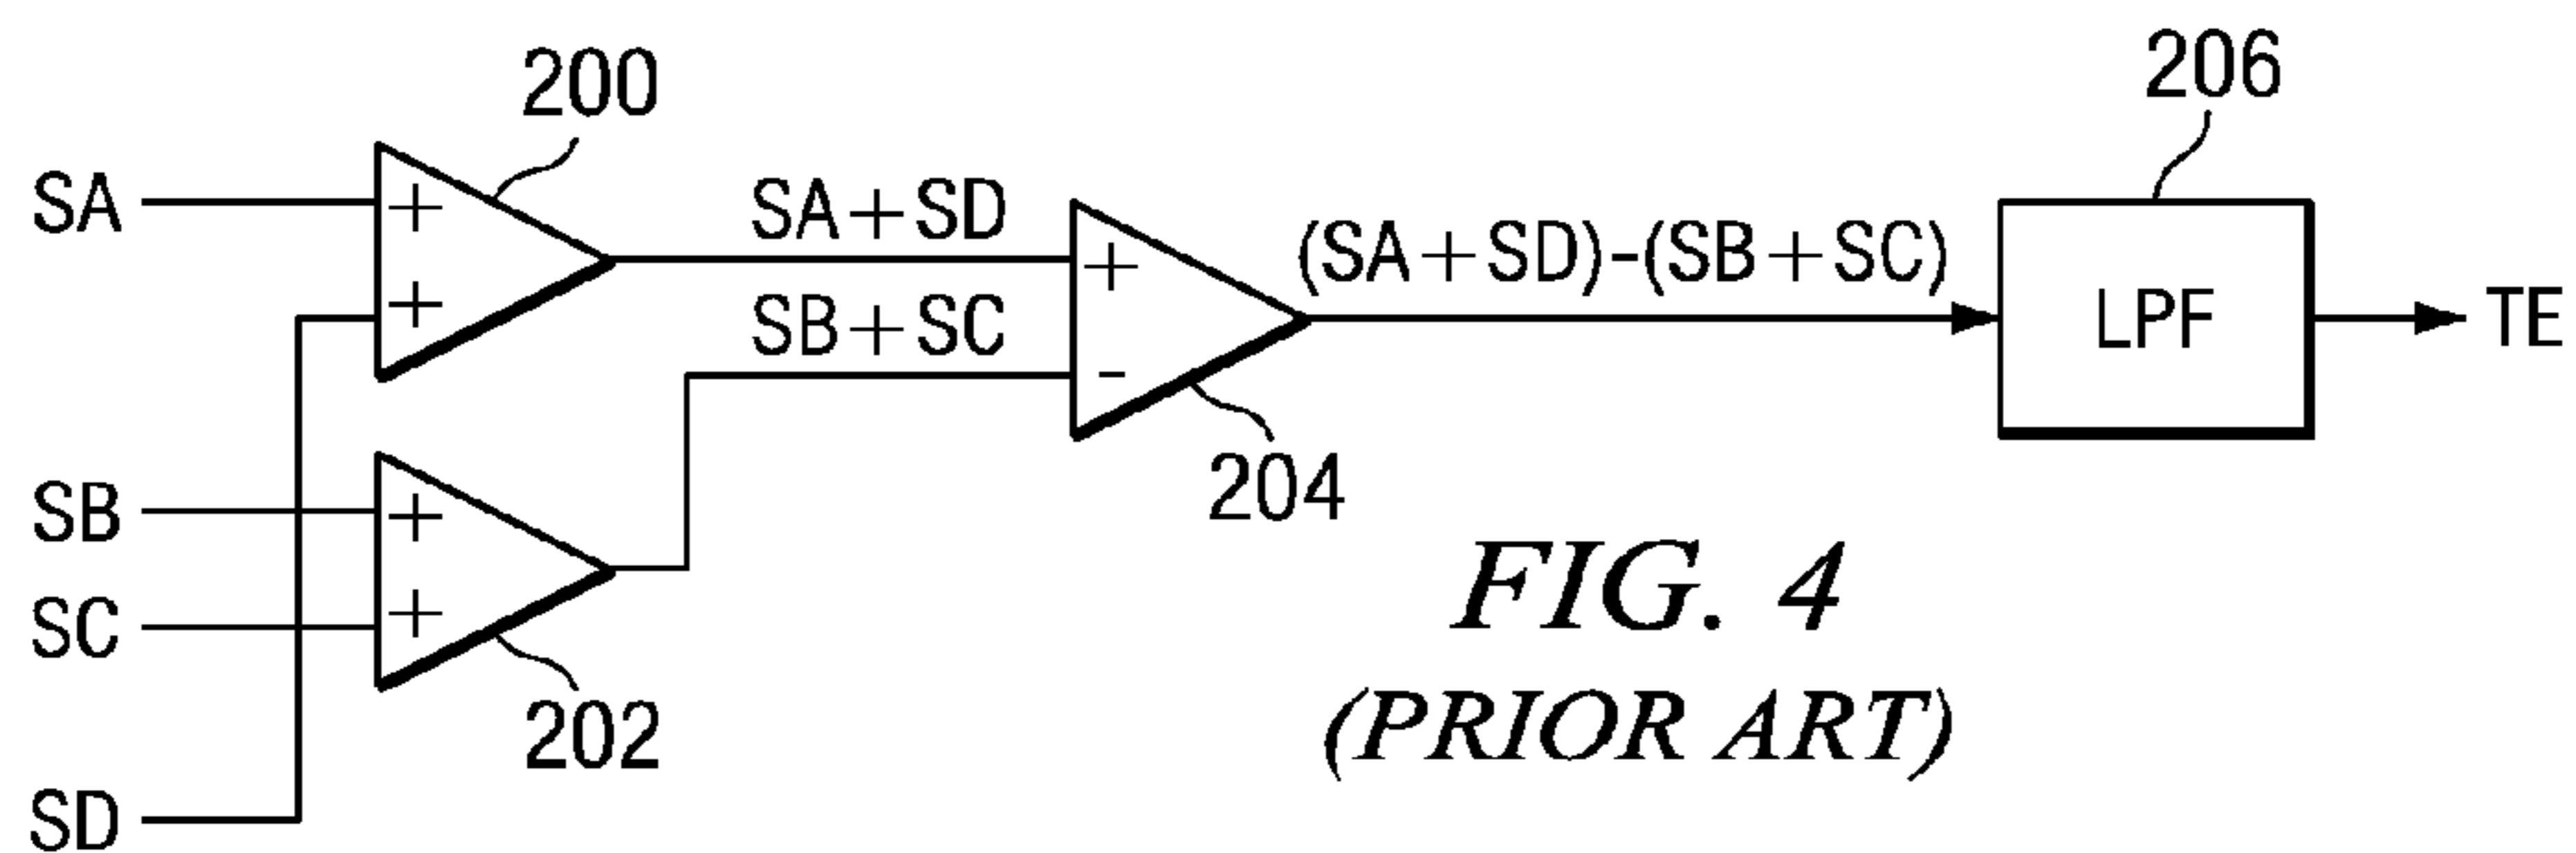 200
206
SA
+
+
SA+SD
SB+SC
+
-
(SA+SD)-(SB+SC)
LPF
TE
204
SB
SC
+
+
202
SD
FIG. 4
(PRIOR ART)